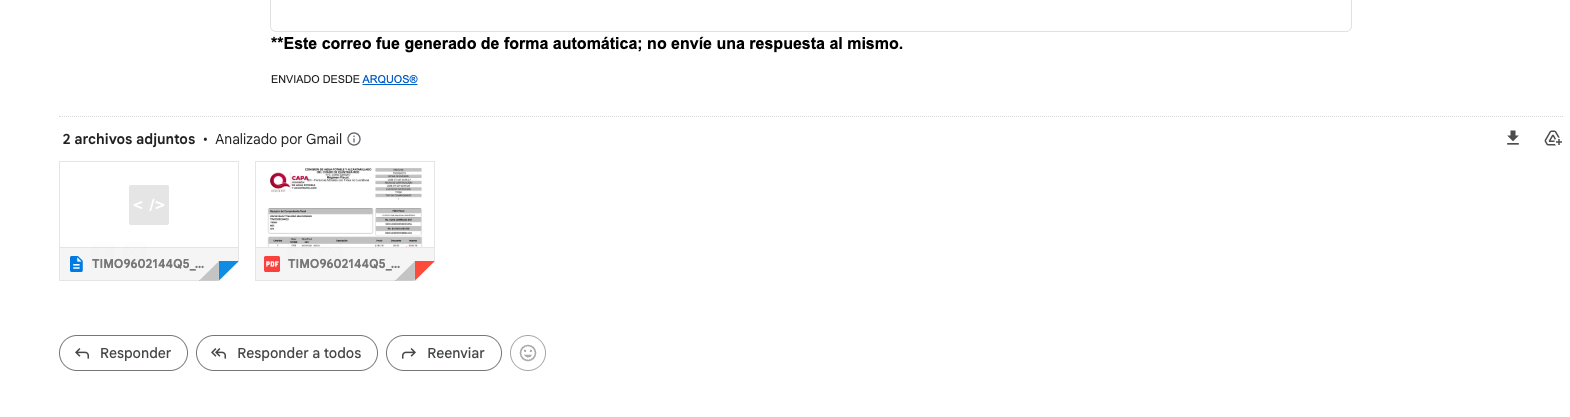 **Este correo fue generado de forma automática; no envíe una respuesta al mismo.
ENVIADO DESDE ARQUOS®
2 archivos adjuntos • Analizado por Gmail
</>
CAPA
TIMO9602144Q5_...
PDF TIMO9602144Q5_...
Responder
Responder a todos
Reenviar